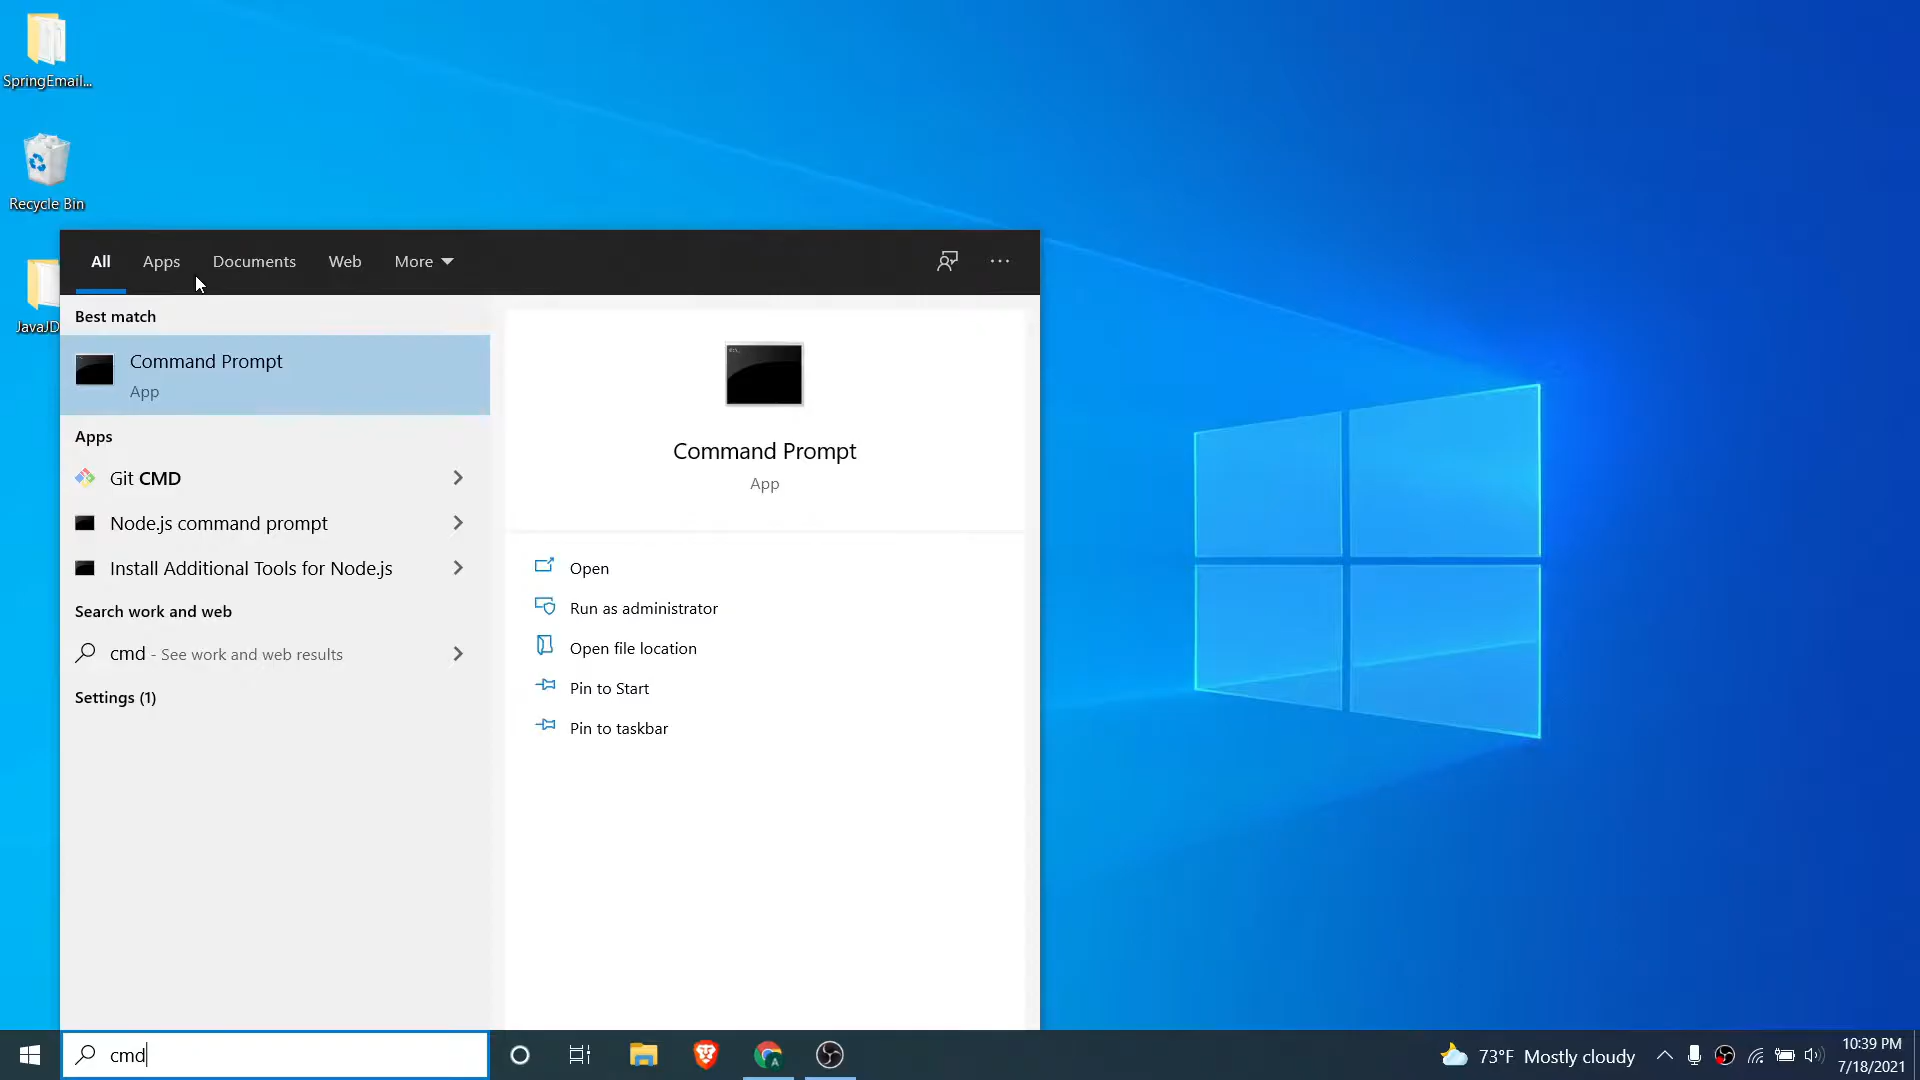 SpringEmail...
Recycle Bin
JavaJD
All Apps Documents Web More
Best match
Command Prompt
App
Apps
Git CMD
Node.js command prompt
Install Additional Tools for Node.js
Search work and web
cmd - See work and web results
Settings (1)
Command Prompt
App
Open
Run as administrator
Open file location
Pin to Start
Pin to taskbar
cmd
73°F Mostly cloudy
10:39 PM
7/18/2021